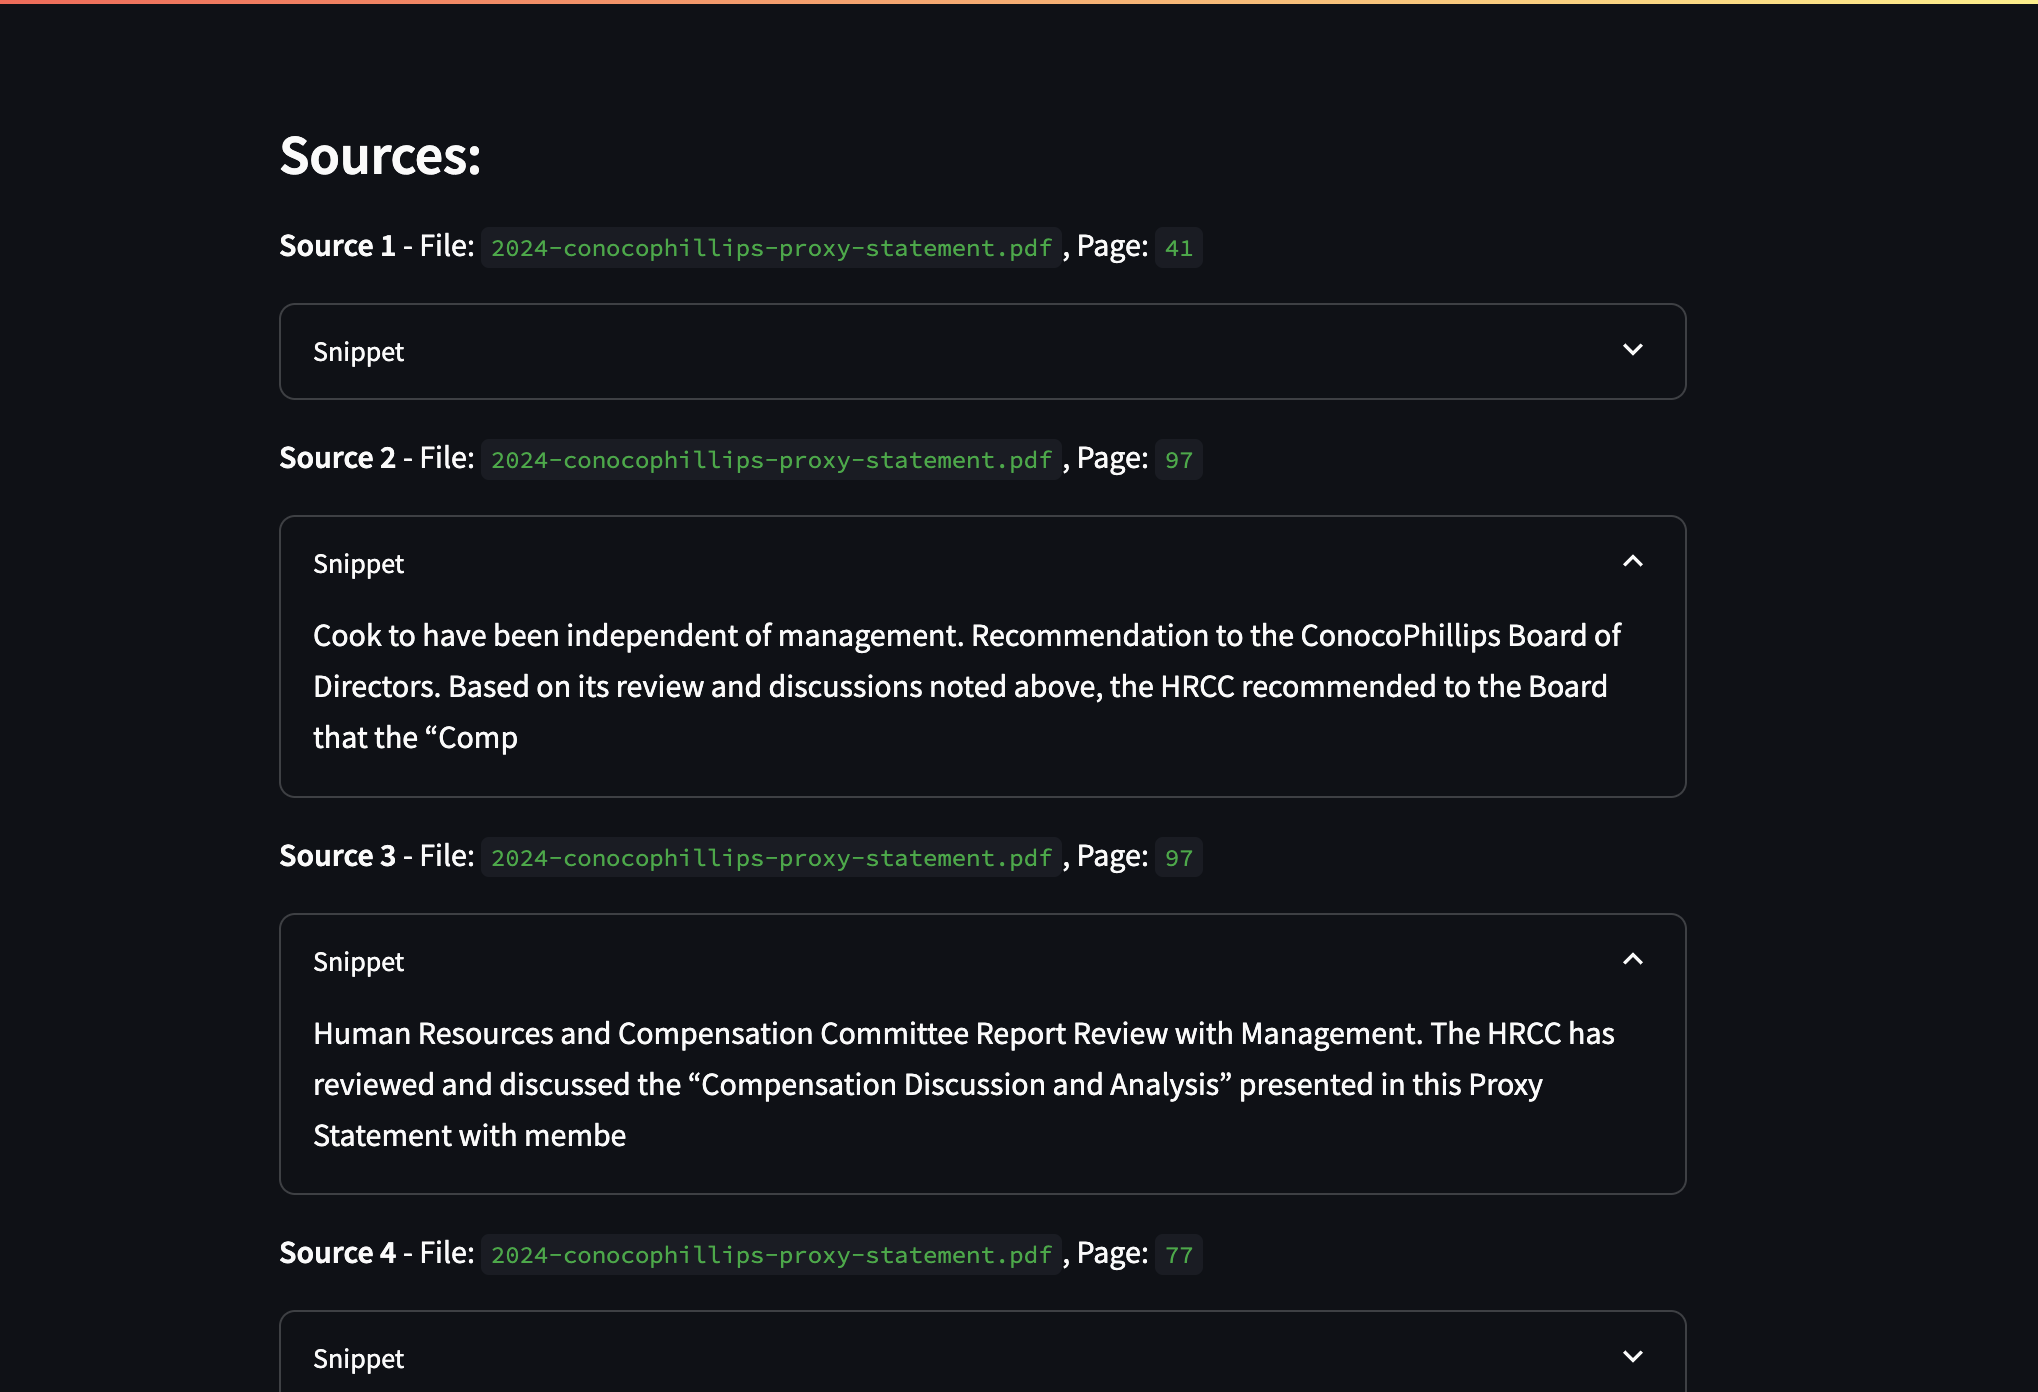 Sources:
Source 1 - File: 2024-conocophillips-proxy-statement.pdf , Page: 41
Snippet
Source 2 - File: 2024-conocophillips-proxy-statement.pdf , Page: 97
Snippet
Cook to have been independent of management. Recommendation to the ConocoPhillips Board of
Directors. Based on its review and discussions noted above, the HRCC recommended to the Board
that the “Comp
Source 3 - File: 2024-conocophillips-proxy-statement.pdf , Page: 97
Snippet
Human Resources and Compensation Committee Report Review with Management. The HRCC has
reviewed and discussed the “Compensation Discussion and Analysis” presented in this Proxy
Statement with membe
Source 4 - File: 2024-conocophillips-proxy-statement.pdf , Page: 77
Snippet